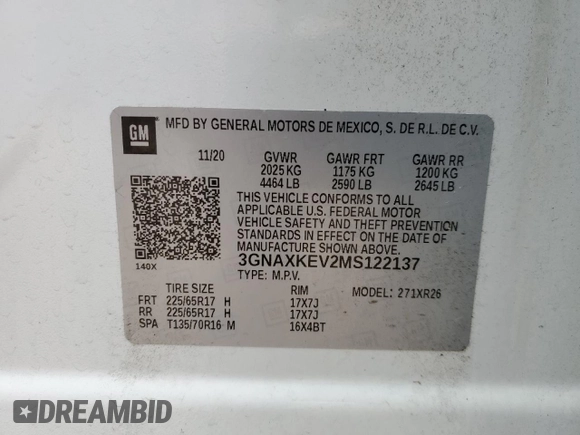 GM
MFD BY GENERAL MOTORS DE MEXICO, S. DE R.L. DE C.V.
11/20 GVWR GAWR FRT GAWR RR
2025 KG 1175 KG 1200 KG
4464 LB 2590 LB 2645 LB
THIS VEHICLE CONFORMS TO ALL
APPLICABLE U.S. FEDERAL MOTOR
VEHICLE SAFETY AND THEFT PREVENTION
STANDARDS IN EFFECT ON THE DATE OF
MANUFACTURE SHOWN ABOVE.
140X
3GNAXKEV2MS122137
TYPE: M.P.V.
TIRE SIZE RIM MODEL: 271XR26
FRT 225/65R17 H 17X7J
RR 225/65R17 H 17X7J
SPA T135/70R16 M 16X4BT
DREAMBID